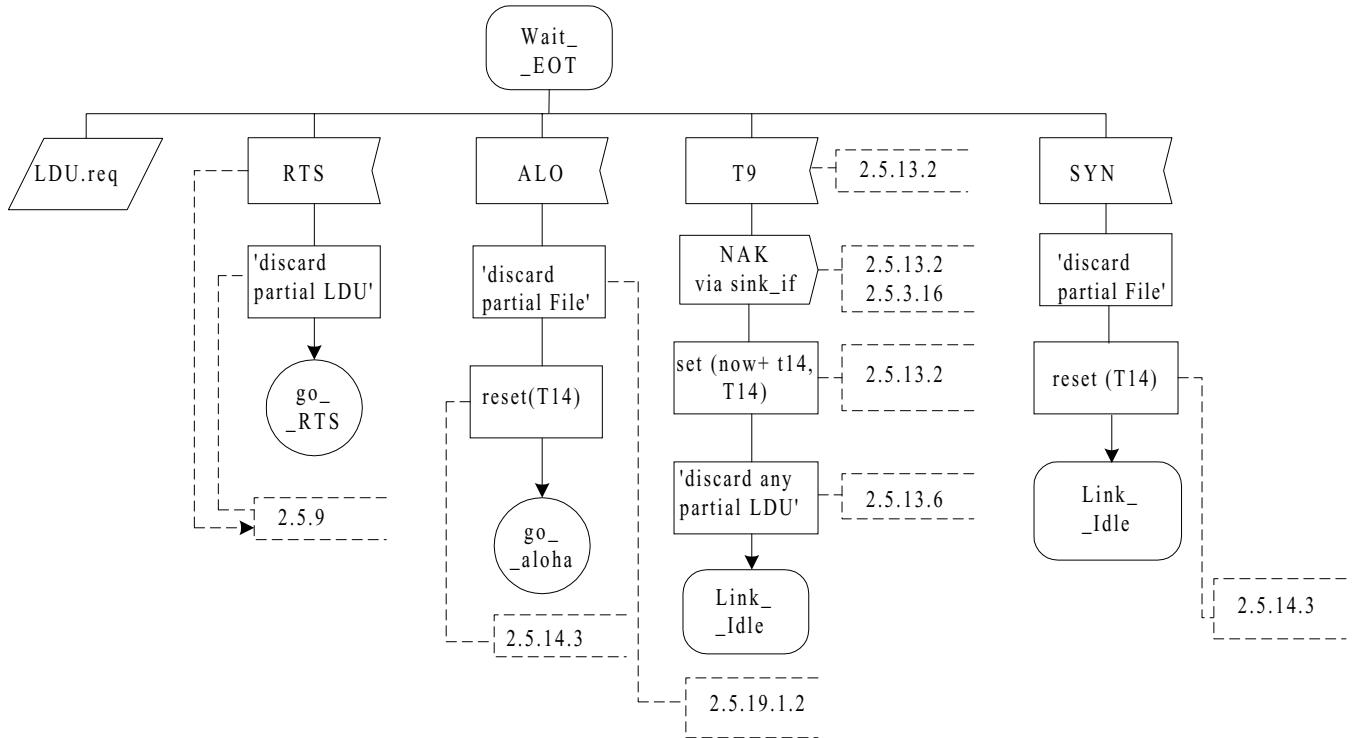 Wait_
_EOT
LDU.req
RTS
ALO
T9
2.5.13.2
SYN
'discard
partial LDU'
'discard
partial File'
NAK
via sink_if
2.5.13.2
2.5.3.16
'discard
partial File'
go_
_RTS
reset(T14)
set (now+ t14,
T14)
2.5.13.2
reset (T14)
2.5.9
go_
_aloha
'discard any
partial LDU'
2.5.13.6
Link_
_Idle
Link_
_Idle
2.5.14.3
2.5.14.3
2.5.19.1.2